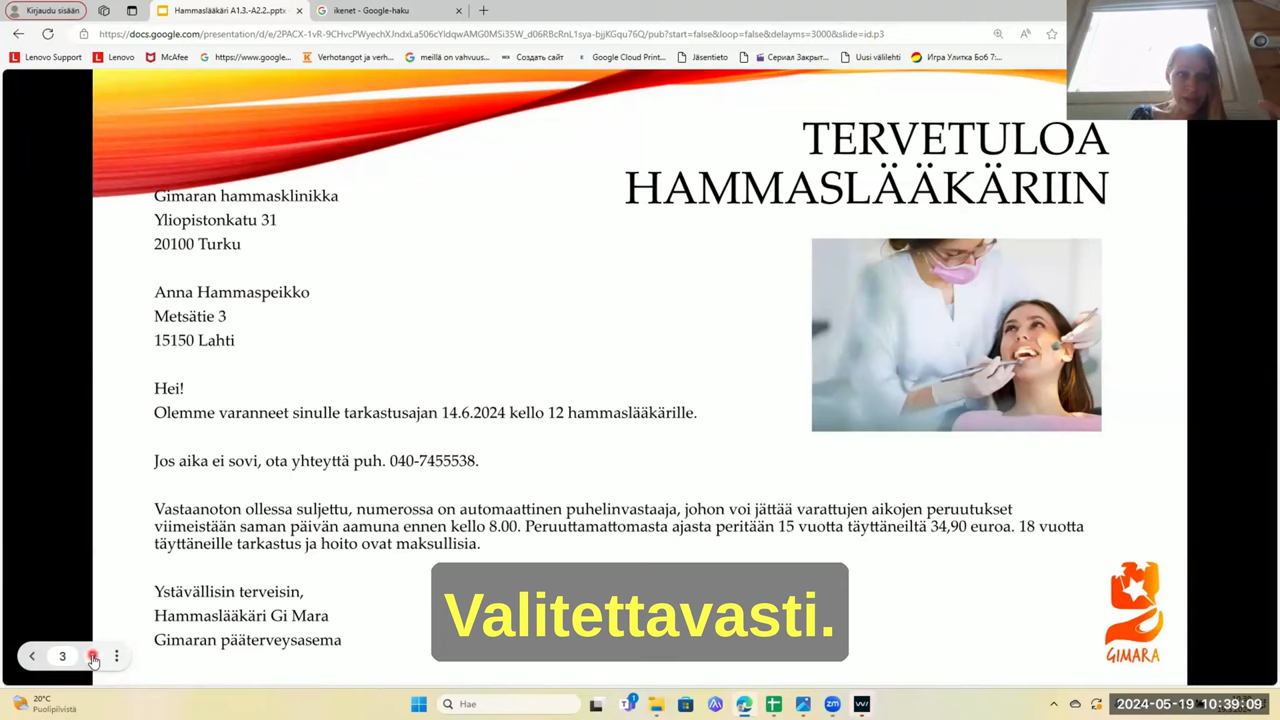 Kirjaudu sisään
Hammaslääkäri A1.3.-A2.2..pptx
ikenet - Google-haku
https://docs.google.com/presentation/d/e/2PACX-1vR-9CHvcPWyechXJndxLa506cYldqwAMG0MSi35W_d06RBcRnL1sya-bjjKGqu76Q/pub?start=false&loop=false&delayms=3000&slide=id.p3
Lenovo Support
Lenovo
McAfee
https://www.google...
Verhotangot ja verh...
meillä on vahvuus...
Создать сайт
Google Cloud Print...
Jäsentieto
Сериал Закрыт...
Uusi välilehti
Игра Улитка Боб 7:...
TERVETULOA
HAMMASLÄÄKÄRIIN
Gimaran hammasklinikka
Yliopistonkatu 31
20100 Turku
Anna Hammaspeikko
Metsätie 3
15150 Lahti
Hei!
Olemme varanneet sinulle tarkastusajan 14.6.2024 kello 12 hammaslääkärille.
Jos aika ei sovi, ota yhteyttä puh. 040-7455538.
Vastaanoton ollessa suljettu, numerossa on automaattinen puhelinvastaaja, johon voi jättää varattujen aikojen peruutukset
viimeistään saman päivän aamuna ennen kello 8.00. Peruuttamattomasta ajasta peritään 15 vuotta täyttäneiltä 34,90 euroa. 18 vuotta
täyttäneille tarkastus ja hoito ovat maksullisia.
Ystävällisin terveisin,
Hammaslääkäri Gi Mara
Gimaran pääterveysasema
Valitettavasti.
GIMARA
3
20°C
Puolipilvistä
Hae
2024-05-19 10:39:09